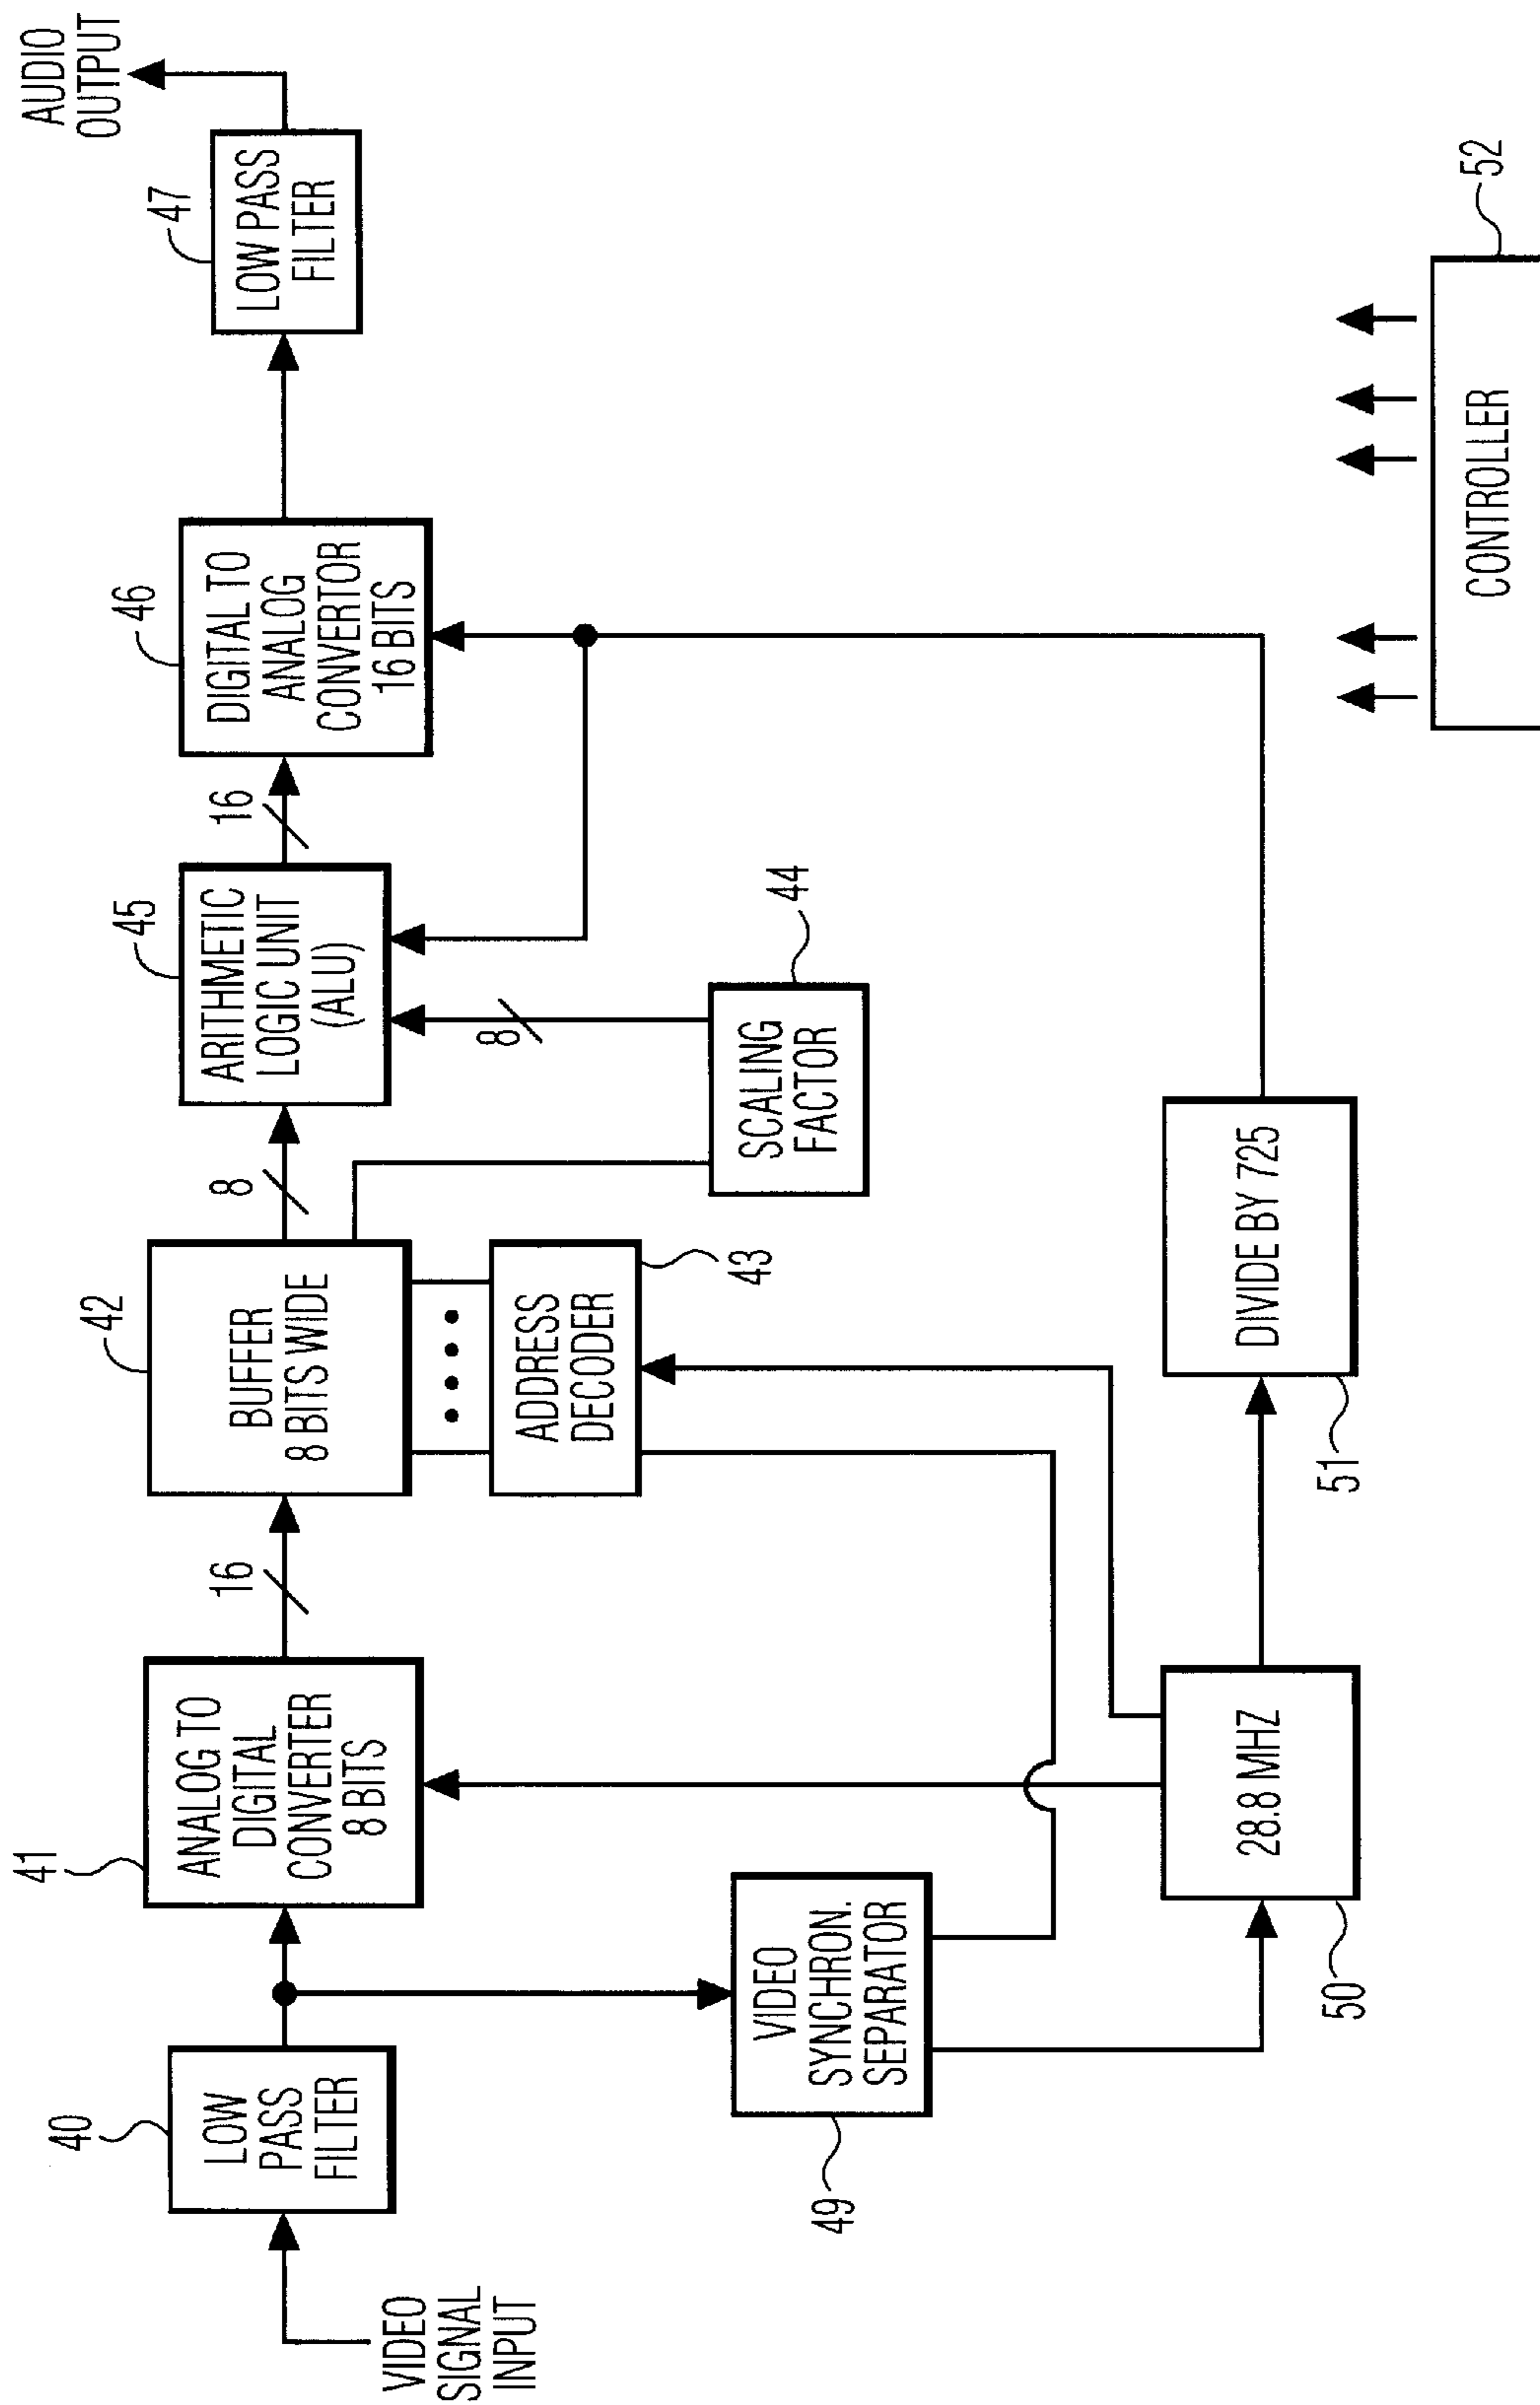 VIDEO
SIGNAL
INPUT
40
LOW
PASS
FILTER
41
ANALOG TO
DIGITAL
CONVERTER
8 BITS
16
42
BUFFER
8 BITS WIDE
8
45
ARITHMETIC
LOGIC UNIT
(ALU)
16
46
DIGITAL TO
ANALOG
CONVERTOR
16 BITS
47
LOW PASS
FILTER
AUDIO
OUTPUT
ADDRESS
DECODER
43
8
SCALING
FACTOR
44
49
VIDEO
SYNCHRON.
SEPARATOR
50
28.8 MHZ
51
DIVIDE BY 725
CONTROLLER
52